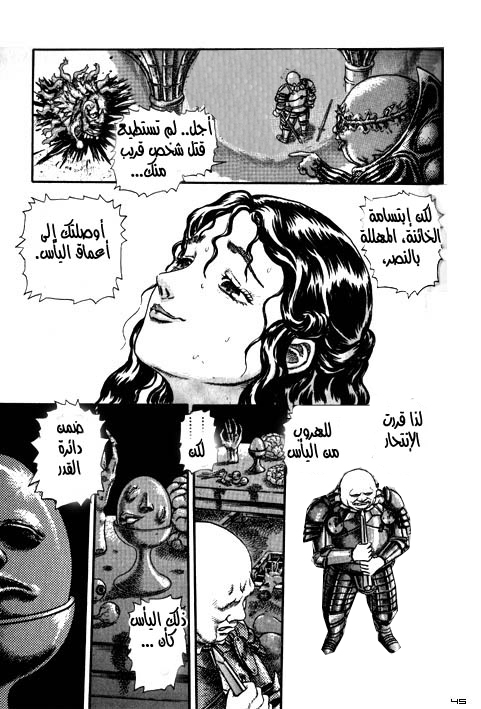 أجل.. لم تستطيع
قتل شخص قريب
منك...
لكن إبتسامة
الخائنة، المهللة
بالنصر،
أوصلتك إلى
أعماق اليأس.
لذا قررت
الإنتحار
للهروب
من اليأس
........
لكن
ذلك اليأس
كان ...
ضمن
دائرة
القدر
45